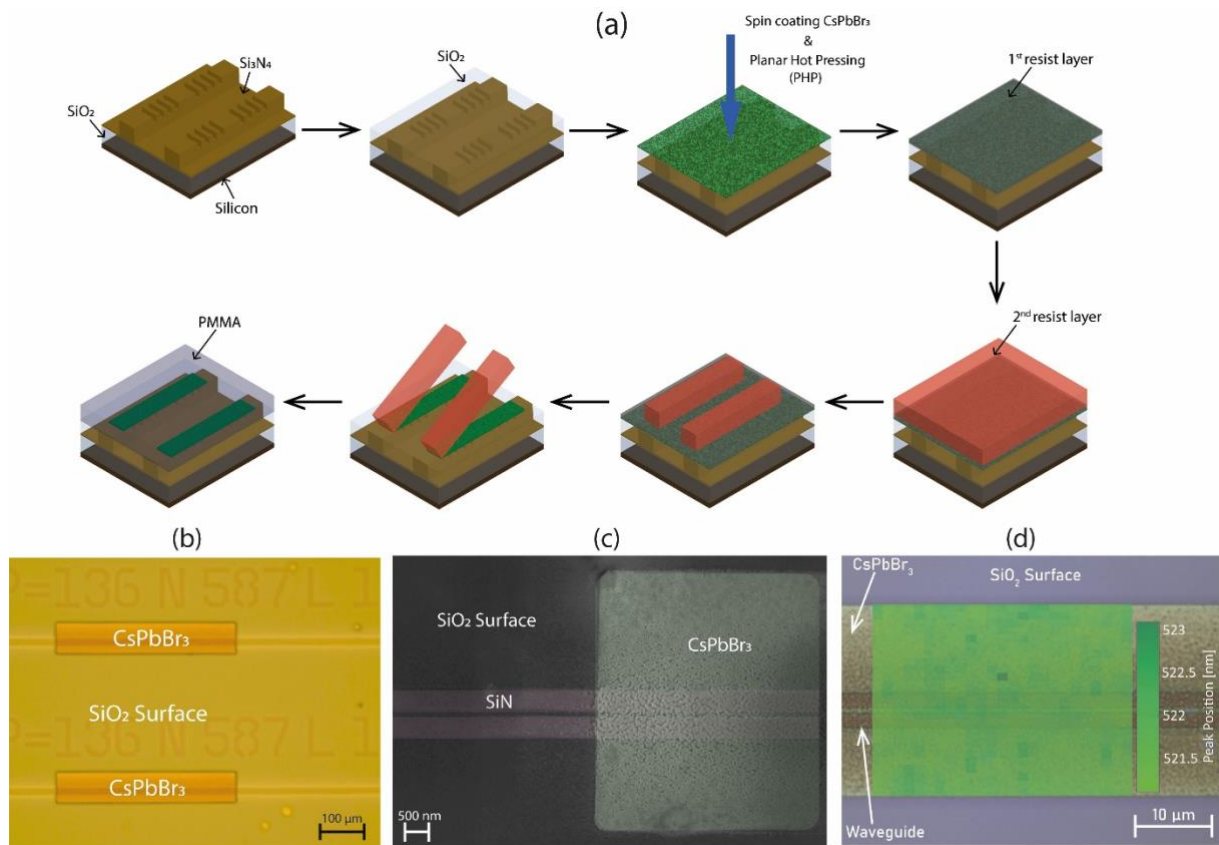 (a)
Spin coating CsPbBr₃
&
Planar Hot Pressing
(PHP)
SiO₂
Si₃N₄
SiO₂
Silicon
1st resist layer
PMMA
2nd resist layer
(b)
(c)
(d)
P=136 N 587 L 1
CsPbBr₃
SiO₂ Surface
P=136 N 587 L 1
CsPbBr₃
100 µm
SiO₂ Surface
CsPbBr₃
SiN
500 nm
CsPbBr₃
SiO₂ Surface
523
522.5
522
521.5
Peak Position [nm]
Waveguide
10 µm